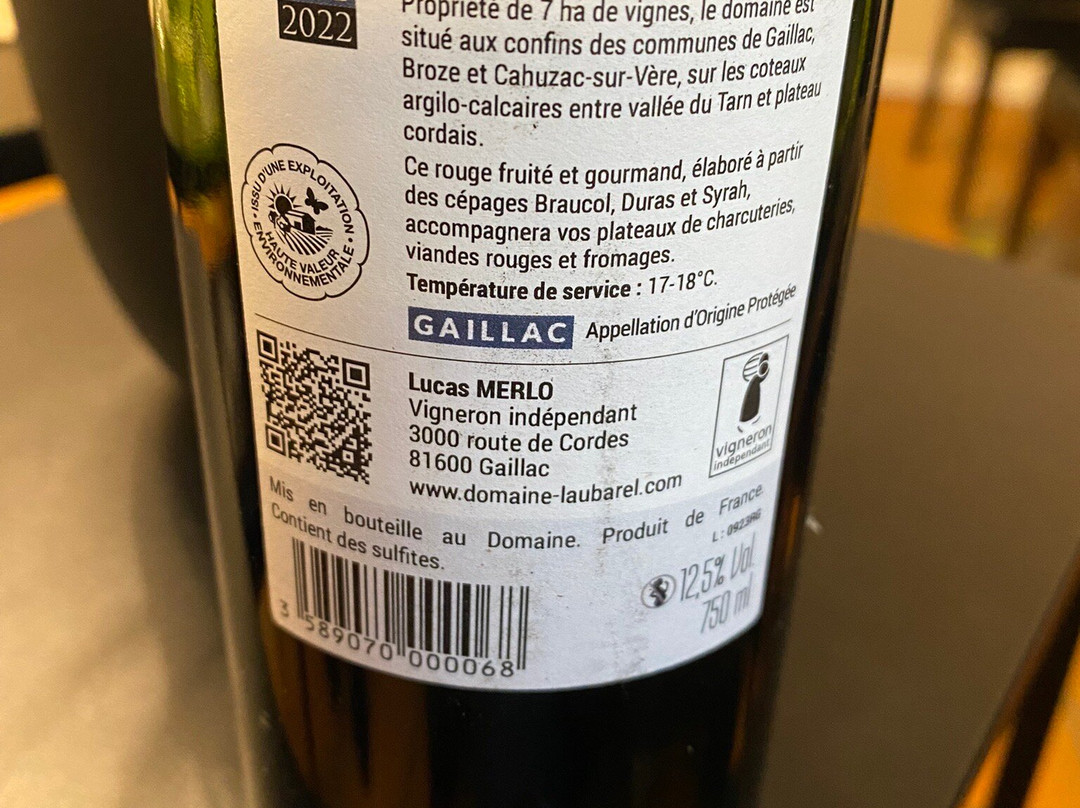 2022
Propriété de 7 ha de vignes, le domaine est
situé aux confins des communes de Gaillac,
Broze et Cahuzac-sur-Vère, sur les coteaux
argilo-calcaires entre vallée du Tarn et plateau
cordais.
Ce rouge fruité et gourmand, élaboré à partir
des cépages Braucol, Duras et Syrah,
accompagnera vos plateaux de charcuteries,
viandes rouges et fromages.
Température de service : 17-18°C.
GAILLAC Appellation d'Origine Protégée
• ISSU D'UNE EXPLOITATION •
HAUTE VALEUR
ENVIRONNEMENTALE
Lucas MERLO
Vigneron indépendant
3000 route de Cordes
81600 Gaillac
www.domaine-laubarel.com
vigneron
indépendant
Mis en bouteille au Domaine. Produit de France.
Contient des sulfites.
12,5% Vol.
750 ml
3 589070 000068